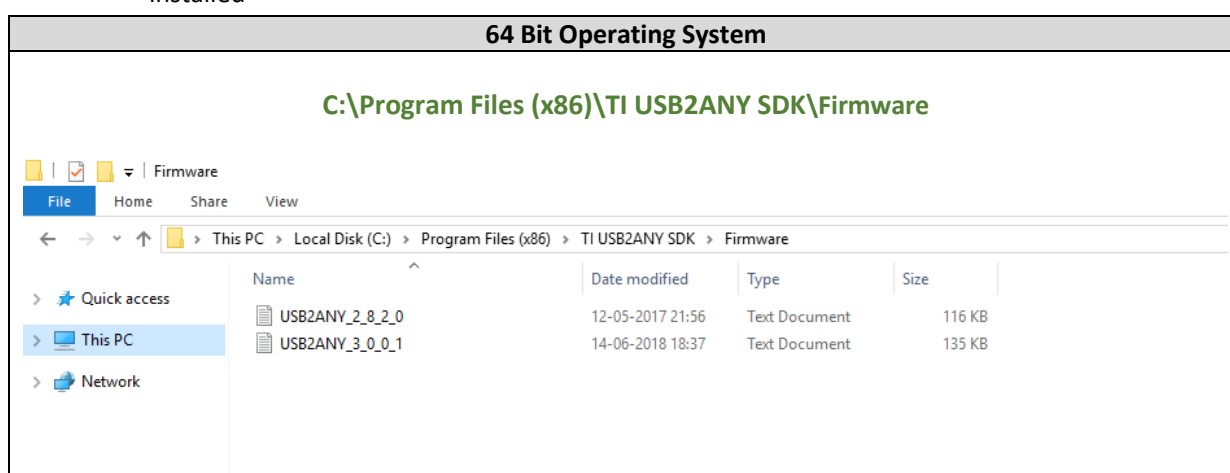 installed
64 Bit Operating System
C:\Program Files (x86)\TI USB2ANY SDK\Firmware
Firmware
File Home Share View
This PC > Local Disk (C:) > Program Files (x86) > TI USB2ANY SDK > Firmware
Name Date modified Type Size
Quick access
USB2ANY_2_8_2_0 12-05-2017 21:56 Text Document 116 KB
This PC
USB2ANY_3_0_0_1 14-06-2018 18:37 Text Document 135 KB
Network